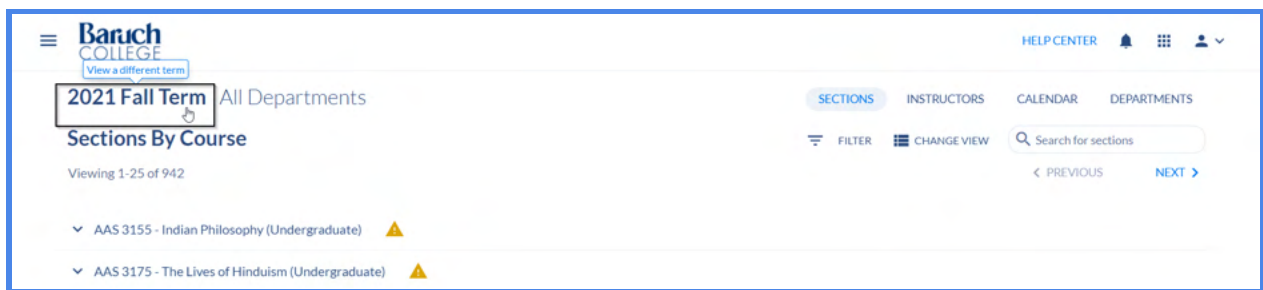 Baruch
COLLEGE
HELP CENTER
View a different term
2021 Fall Term All Departments
SECTIONS INSTRUCTORS CALENDAR DEPARTMENTS
Sections By Course
FILTER CHANGE VIEW Search for sections
Viewing 1-25 of 942
PREVIOUS NEXT
AAS 3155 - Indian Philosophy (Undergraduate)
AAS 3175 - The Lives of Hinduism (Undergraduate)